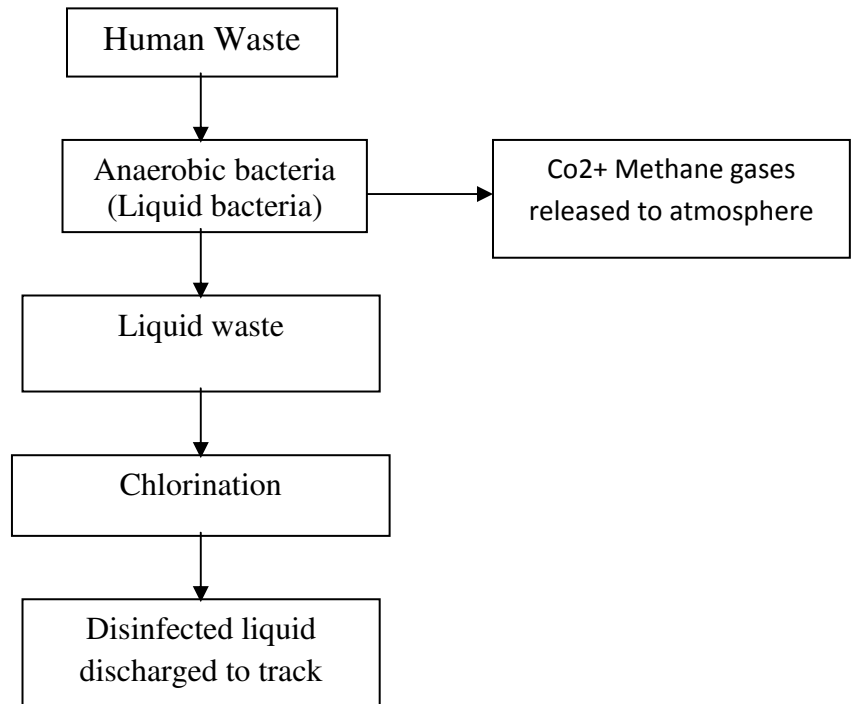 Human Waste
Anaerobic bacteria
(Liquid bacteria)
Co2+ Methane gases
released to atmosphere
Liquid waste
Chlorination
Disinfected liquid
discharged to track